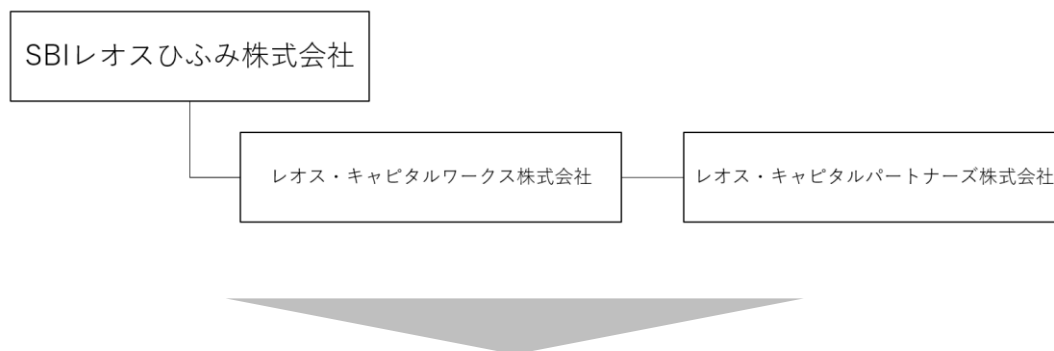 SBIレオスひふみ株式会社
レオス・キャピタルワークス株式会社
レオス・キャピタルパートナーズ株式会社